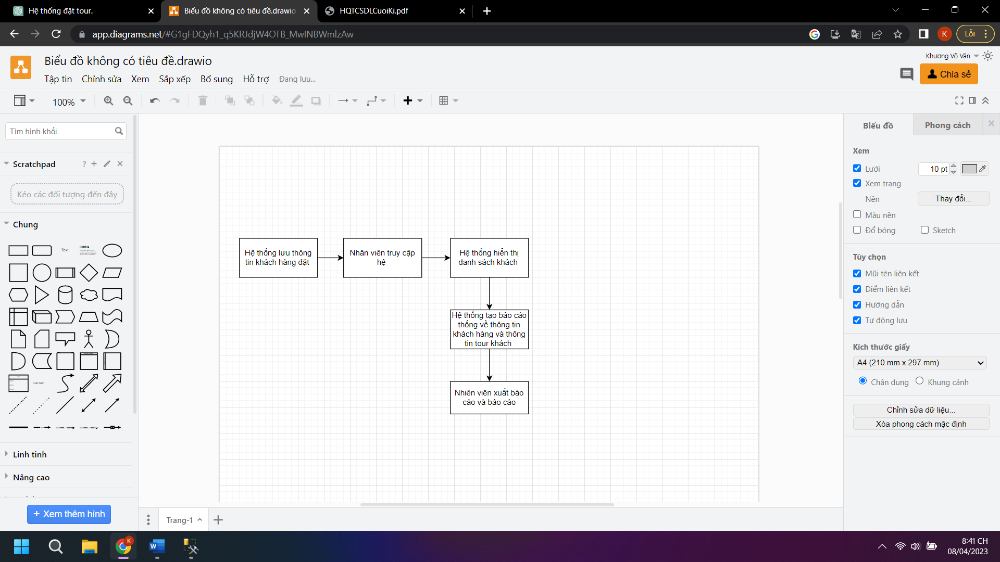 Hệ thống đặt tour.
Biểu đồ không có tiêu đề.drawio
HQTCSDLCuoiKi.pdf
app.diagrams.net/#G1gFDQyh1_q5KRJdjW4OTB_MwINBWmlzAw
K
Lỗi
Biểu đồ không có tiêu đề.drawio
Khương Võ Văn
Tập tin Chỉnh sửa Xem Sắp xếp Bổ sung Hỗ trợ Đang lưu...
Chia sẻ
100%
Tìm hình khối
Scratchpad ?
Kéo các đối tượng đến đây
Chung
Text
Heading
List Item
Linh tinh
Nâng cao
+ Xem thêm hình
Hệ thống lưu thông
tin khách hàng đặt
Nhân viên truy cập
hệ
Hệ thống hiển thị
danh sách khách
Hệ thống tạo báo cáo
thống về thông tin
khách hàng và thông
tin tour khách
Nhiên viên xuất báo
cáo và báo cáo
Trang-1
Biểu đồ Phong cách
Xem
Lưới 10 pt
Xem trang
Nền Thay đổi...
Màu nền
Đổ bóng Sketch
Tùy chọn
Mũi tên liên kết
Điểm liên kết
Hướng dẫn
Tự động lưu
Kích thước giấy
A4 (210 mm x 297 mm)
Chân dung Khung cảnh
Chỉnh sửa dữ liệu...
Xóa phong cách mặc định
K
W
8:41 CH
08/04/2023